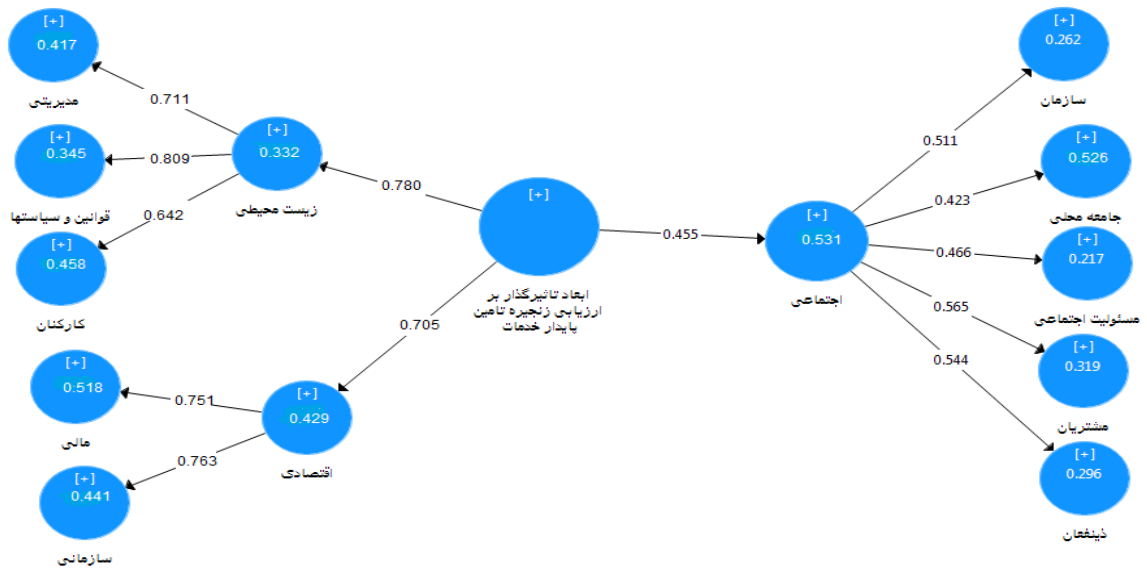 [+]
0.417
مدیریتی
[+]
0.345
قوانین و سیاستها
[+]
0.458
کارکنان
[+]
0.518
مالی
[+]
0.441
سازمانی
0.711
0.809
0.642
[+]
0.332
زیست محیطی
0.751
0.763
[+]
0.429
اقتصادی
0.780
0.705
[+]
ابعاد تاثیرگذار بر
ارزیابی زنجیره تامین
پایدار خدمات
0.455
[+]
0.531
اجتماعی
0.511
0.423
0.466
0.565
0.544
[+]
0.262
سازمان
[+]
0.526
جامعه محلی
[+]
0.217
مسئولیت اجتماعی
[+]
0.319
مشتریان
[+]
0.296
ذینفعان